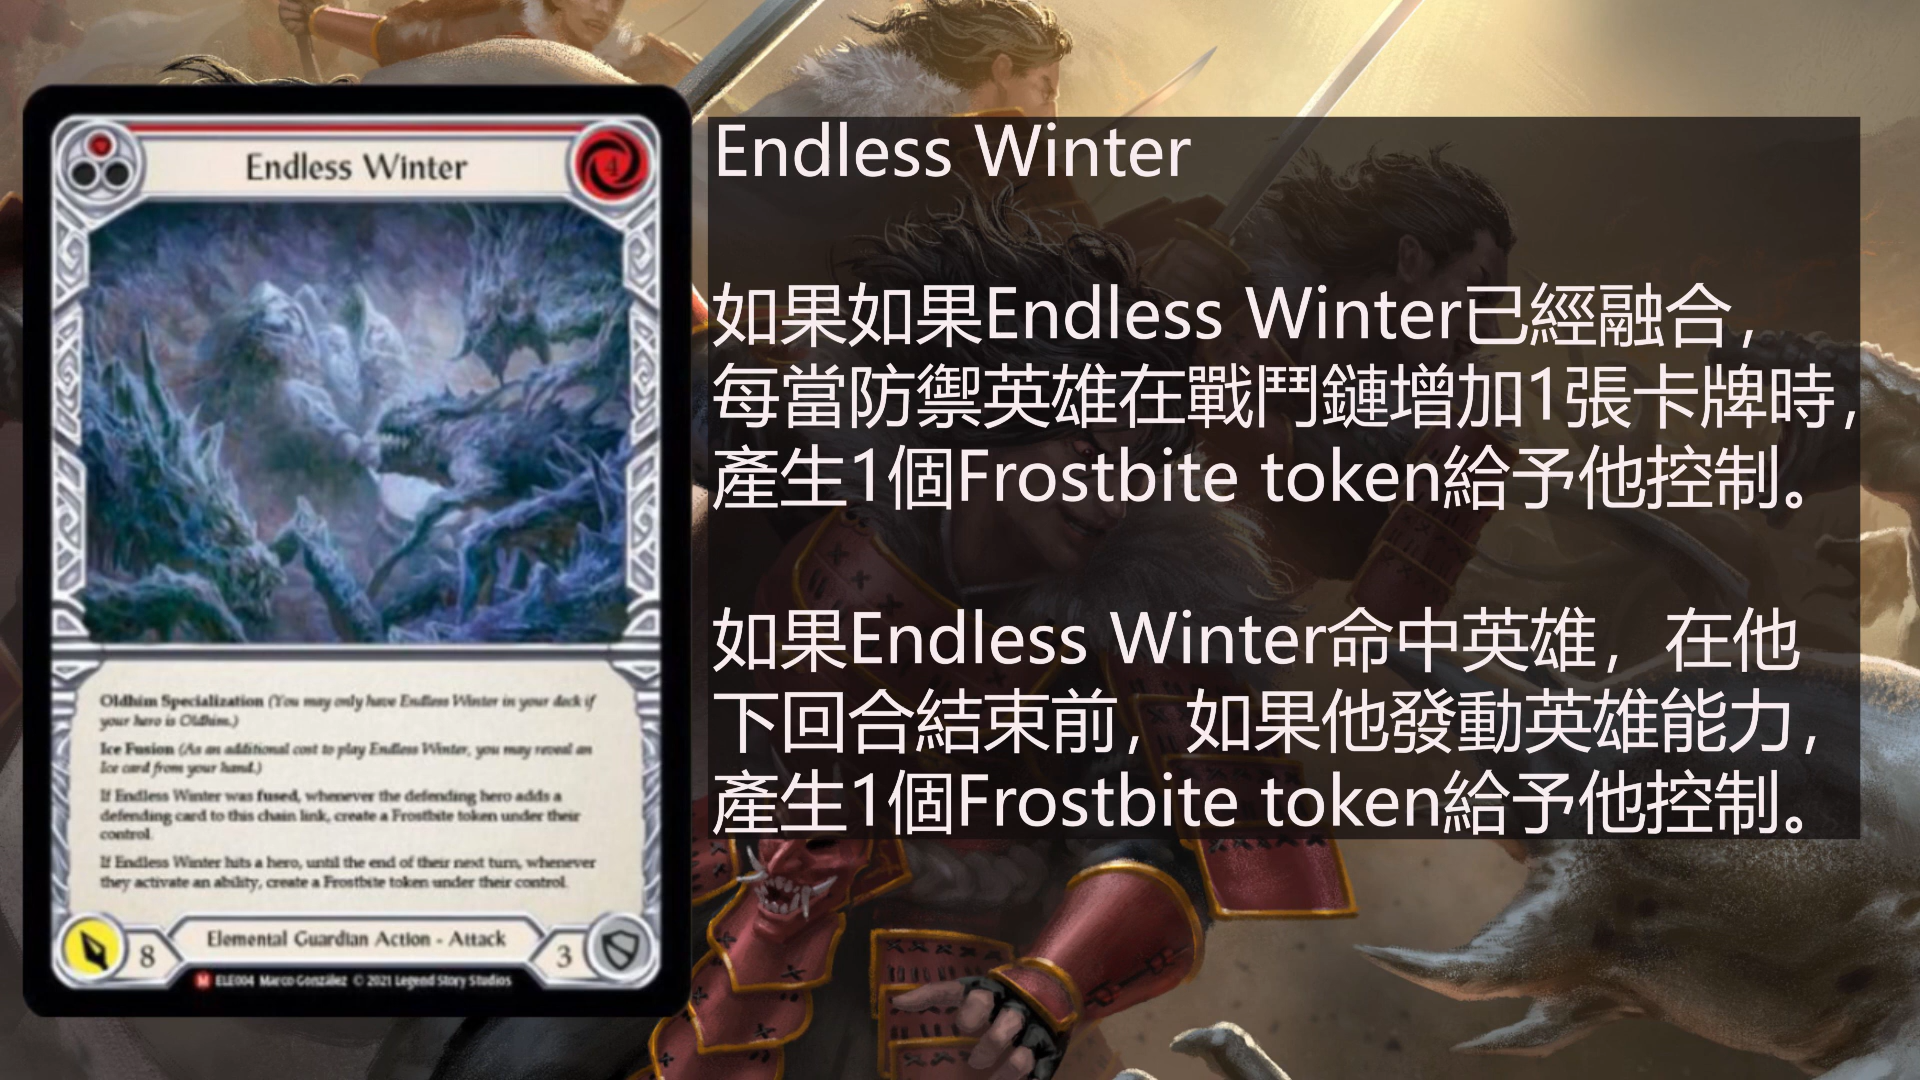 4
Endless Winter
Oldhim Specialization (You may only have Endless Winter in your deck if
your hero is Oldhim.)
Ice Fusion (As an additional cost to play Endless Winter, you may reveal an
Ice card from your hand.)
If Endless Winter was fused, whenever the defending hero adds a
defending card to this chain link, create a Frostbite token under their
control.
If Endless Winter hits a hero, until the end of their next turn, whenever
they activate an ability, create a Frostbite token under their control.
8
Elemental Guardian Action - Attack
3
M ELE004 Marco González © 2021 Legend Story Studios
Endless Winter
如果如果Endless Winter已經融合，
每當防禦英雄在戰鬥鏈增加1張卡牌時，
產生1個Frostbite token給予他控制。
如果Endless Winter命中英雄，在他
下回合結束前，如果他發動英雄能力，
產生1個Frostbite token給予他控制。